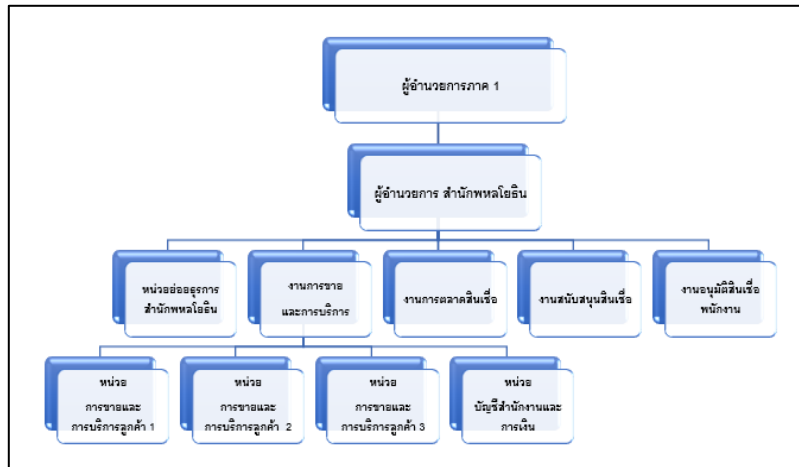 ผู้อำนวยการภาค 1
ผู้อำนวยการ สำนักพหลโยธิน
หน่วยย่อยธุรการ
สำนักพหลโยธิน
งานการขาย
และการบริการ
งานการตลาดสินเชื่อ
งานสนับสนุนสินเชื่อ
งานอนุมัติสินเชื่อ
พนักงาน
หน่วย
การขายและ
การบริการลูกค้า 1
หน่วย
การขายและ
การบริการลูกค้า 2
หน่วย
การขายและ
การบริการลูกค้า 3
หน่วย
บัญชีสำนักงานและ
การเงิน